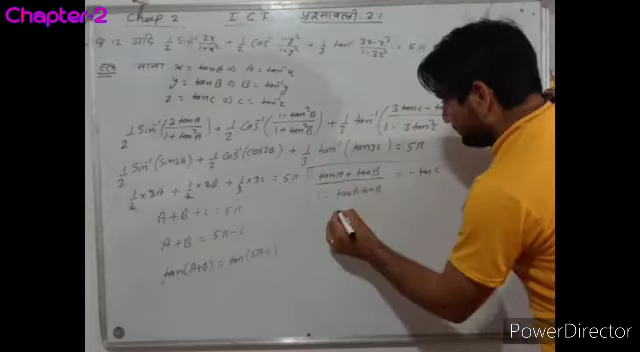 Chapter-2
Chap 2 I C I प्रश्नावली 2.1
प्र 12 यदि 1/2 sin⁻¹ 2x/1+x² + 1/2 cos⁻¹ 1-y²/1+y² + 1/3 tan⁻¹ 3z-z³/1-3z² = 5π
हल माना x = tanA ⇒ A = tan⁻¹x
y = tanB ⇒ B = tan⁻¹y
z = tanC ⇒ C = tan⁻¹z
1/2 sin⁻¹(2tanA/1+tan²A) + 1/2 cos⁻¹(1-tan²B/1+tan²B) + 1/3 tan⁻¹(3tanC-tan/1-3tan²
1/2 sin⁻¹(sin2A) + 1/2 cos⁻¹(cos2B) + 1/3 tan⁻¹(tan3C) = 5π
1/2 × 2A + 1/2 × 2B + 1/3 × 3C = 5π
A + B + C = 5π
A + B = 5π - C
tan(A+B) = tan(5π-C)
tanA + tanB/1 - tanA tanB = - tanC
PowerDirector